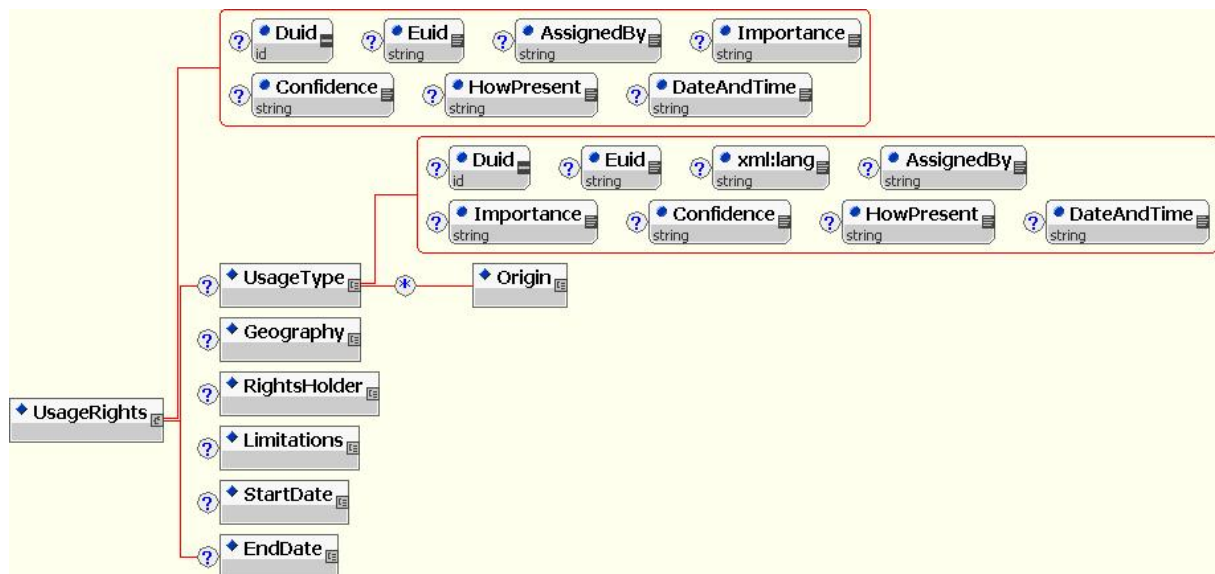 ? Duid ? Euid ? AssignedBy ? Importance
id string string string
? Confidence ? HowPresent ? DateAndTime
string string string
? Duid ? Euid ? xml:lang ? AssignedBy
id string string string
? Importance ? Confidence ? HowPresent ? DateAndTime
string string string string
? UsageType * Origin
? Geography
? RightsHolder
UsageRights
? Limitations
? StartDate
? EndDate